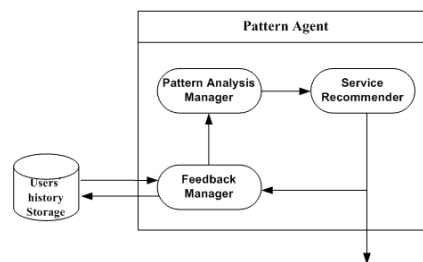 Pattern Agent
Pattern Analysis
Manager
Service
Recommender
Users'
history
Storage
Feedback
Manager